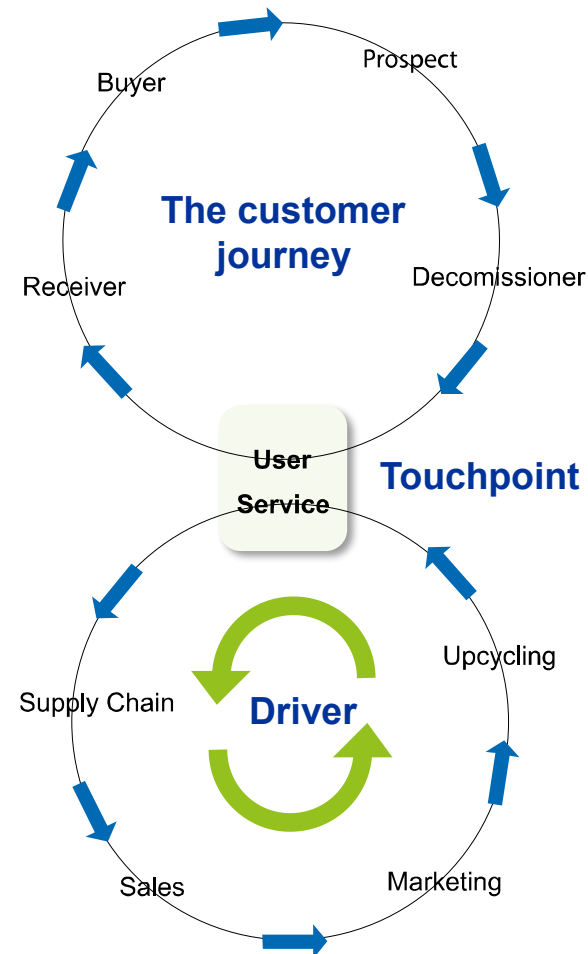 Prospect
Buyer
The customer
journey
Receiver
Decomissioner
User
Service
Touchpoint
Upcycling
Supply Chain
Driver
Sales
Marketing